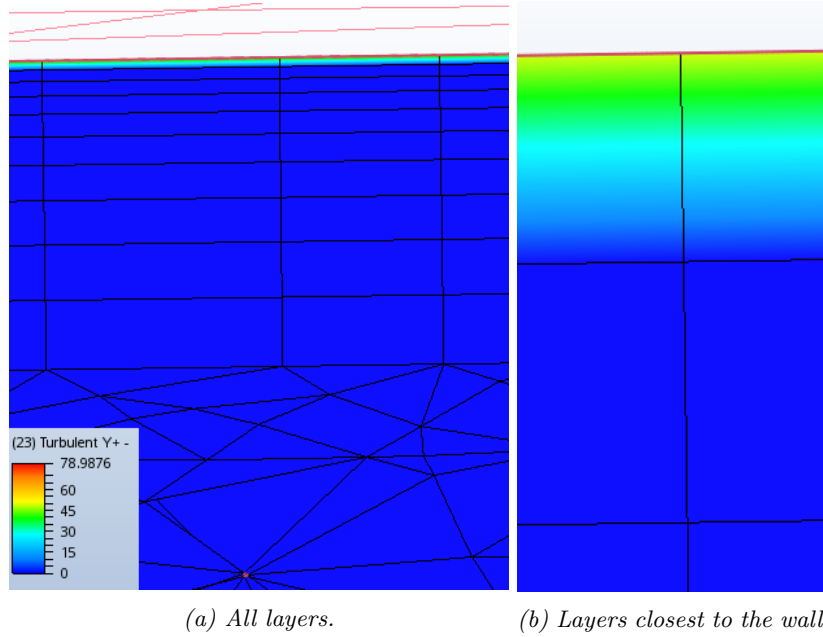 (23) Turbulent Y+ -
78.9876
60
45
30
15
0
(a) All layers.
(b) Layers closest to the wall